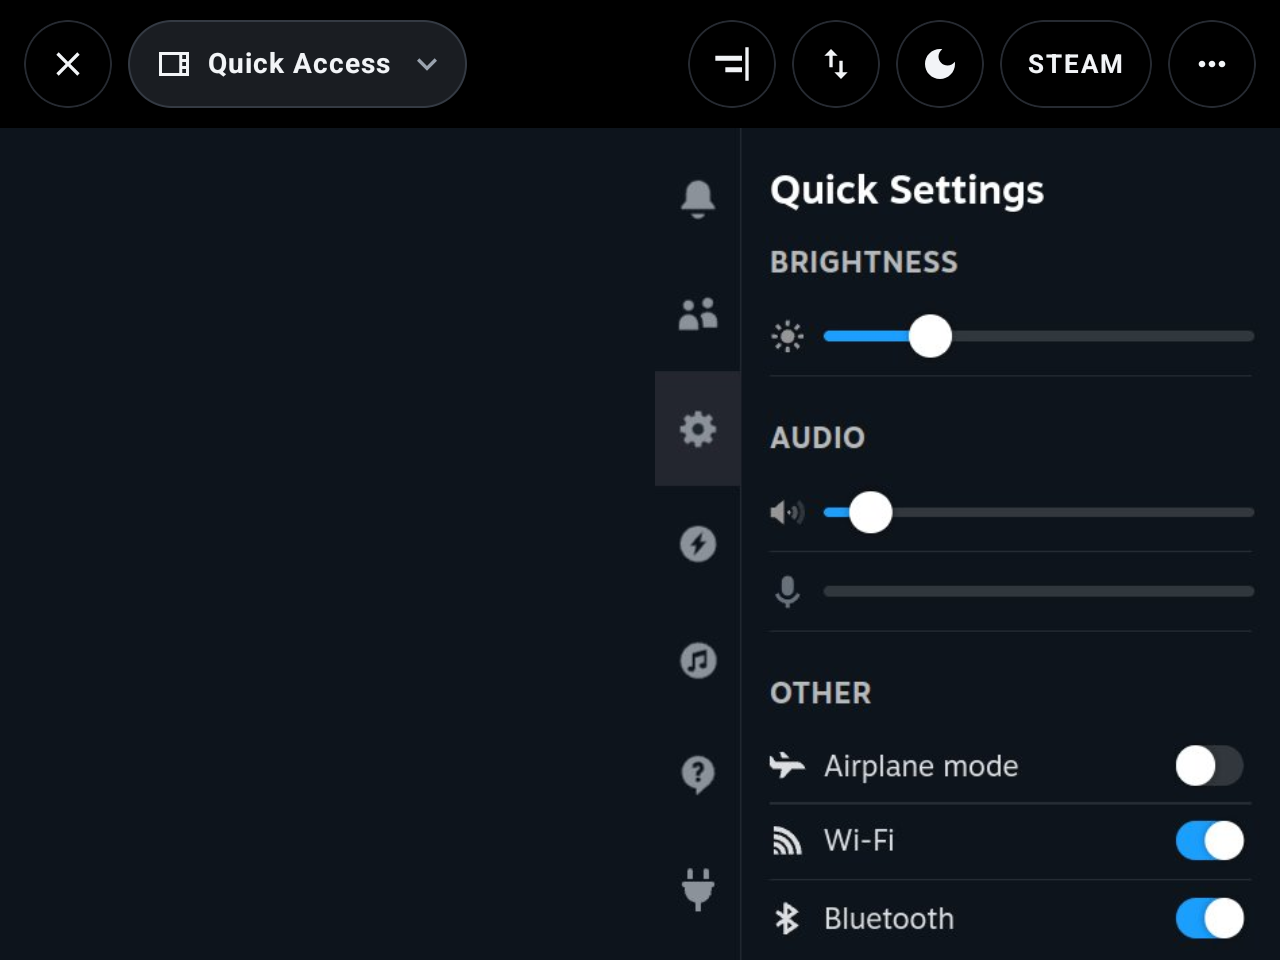 Quick Access
STEAM
Quick Settings
BRIGHTNESS
AUDIO
OTHER
Airplane mode
Wi-Fi
Bluetooth